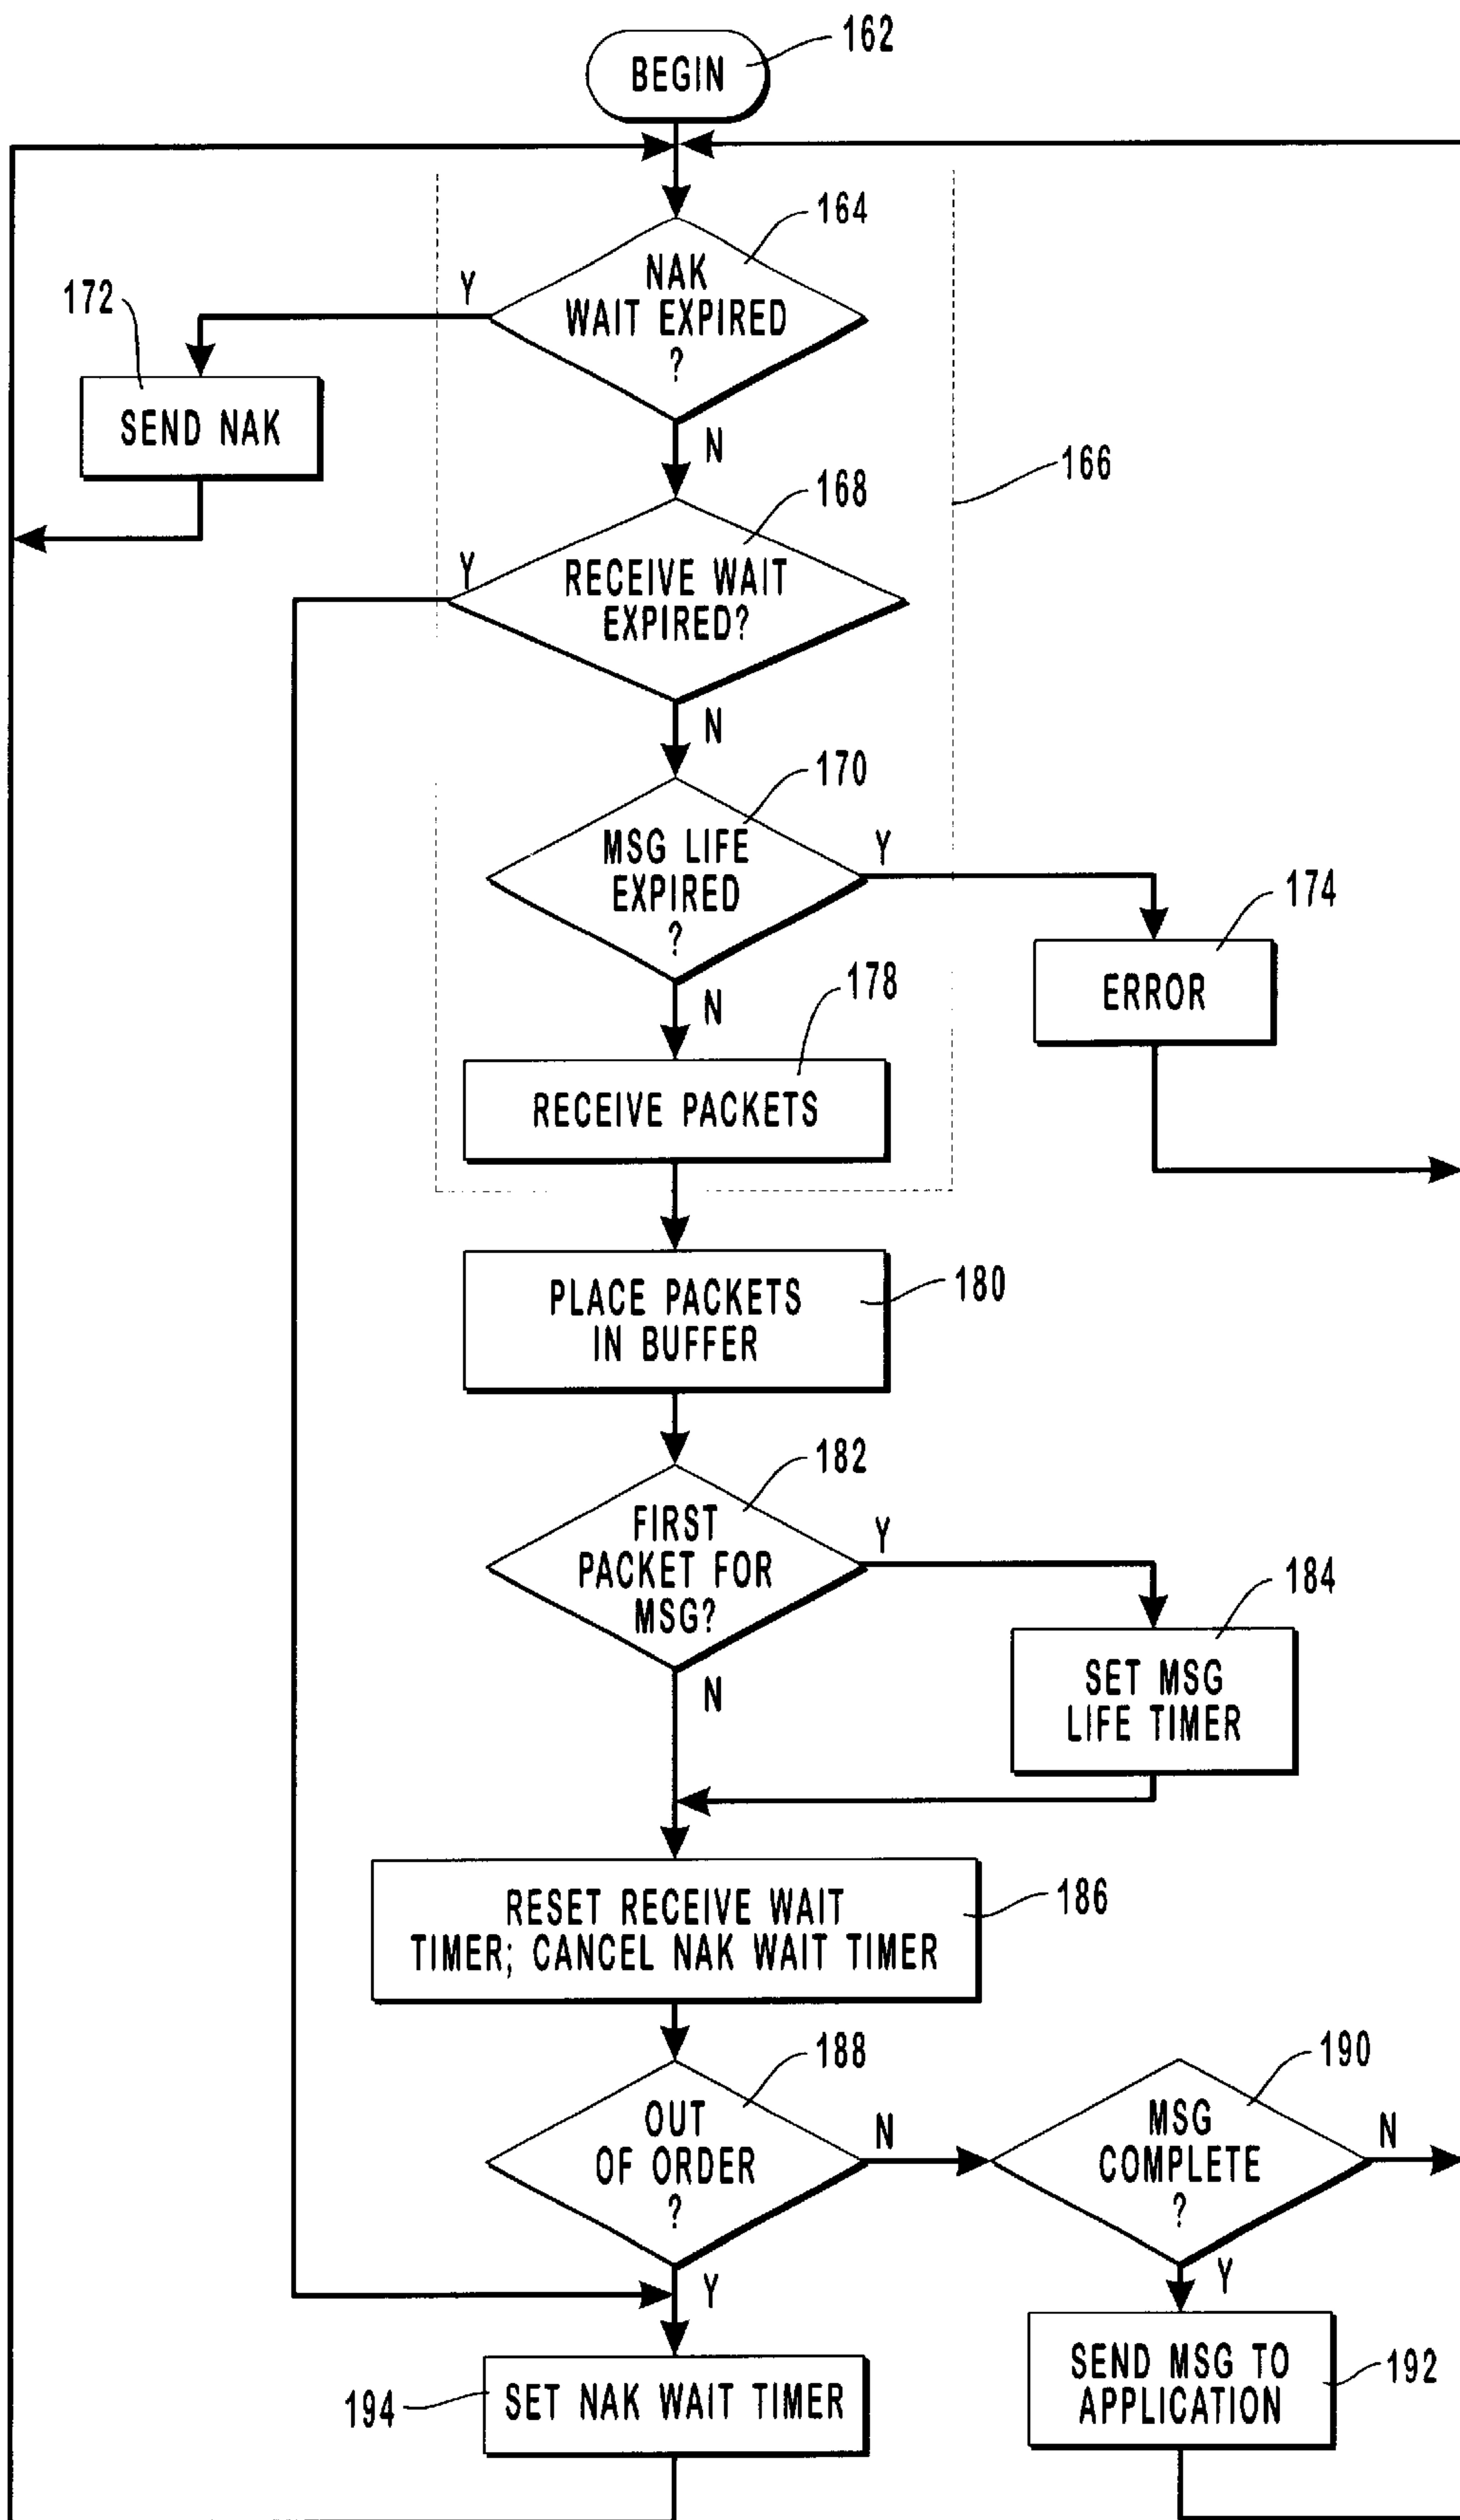 162
BEGIN
164
NAK
WAIT EXPIRED
?
Y
172
SEND NAK
N
166
168
Y
RECEIVE WAIT
EXPIRED?
N
170
MSG LIFE
EXPIRED
?
Y
174
ERROR
N
178
RECEIVE PACKETS
180
PLACE PACKETS
IN BUFFER
182
FIRST
PACKET FOR
MSG?
Y
184
SET MSG
LIFE TIMER
N
186
RESET RECEIVE WAIT
TIMER; CANCEL NAK WAIT TIMER
188
OUT
OF ORDER
?
N
190
MSG
COMPLETE
?
N
Y
Y
194
SET NAK WAIT TIMER
192
SEND MSG TO
APPLICATION